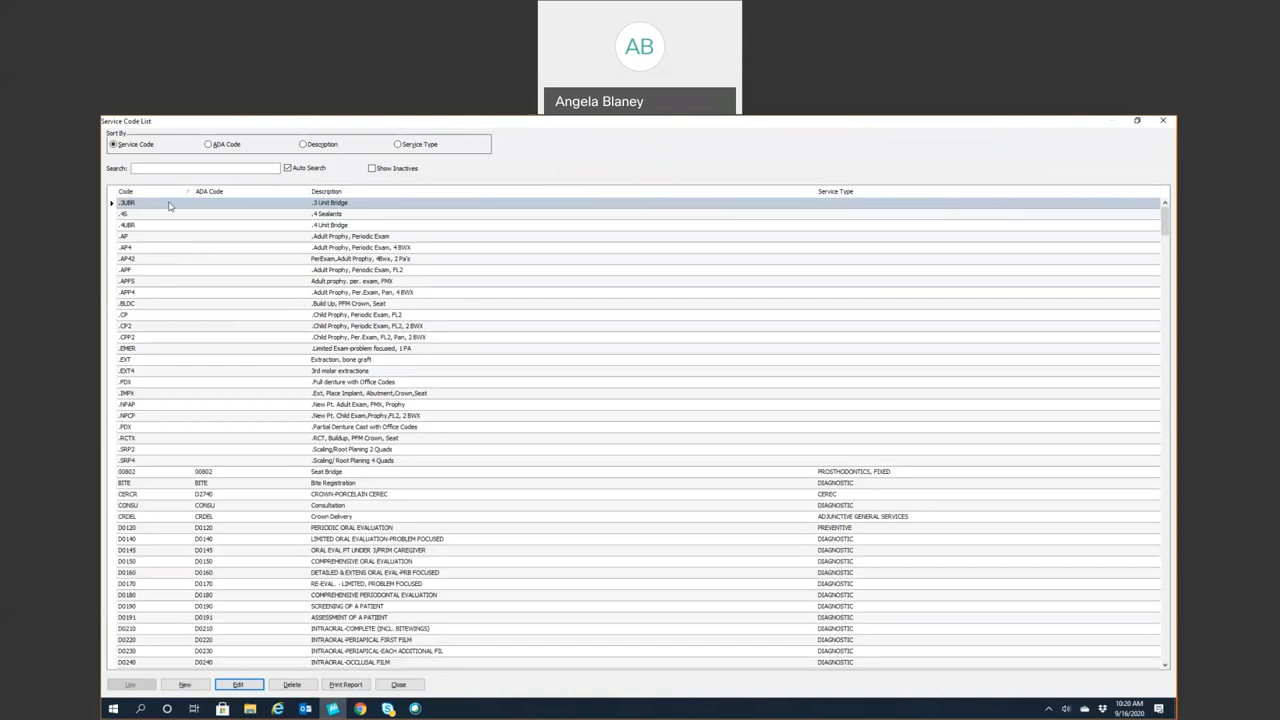 AB
Angela Blaney
Service Code List
Sort By
Service Code ADA Code Description Service Type
Search: Auto Search Show Inactives
Code ADA Code Description Service Type
.3UBR .3 Unit Bridge
.4S .4 Sealants
.4UBR .4 Unit Bridge
.AP .Adult Prophy, Periodic Exam
.AP4 .Adult Prophy, Periodic Exam, 4 BWX
.AP42 PerExam,Adult Prophy, 4Bwx, 2 Pa's
.APF .Adult Prophy, Periodic Exam, FL2
.APFS Adult prophy. per. exam, FMX
.APP4 .Adult Prophy, Per.Exam, Pan, 4 BWX
.BLDC .Build Up, PFM Crown, Seat
.CP .Child Prophy, Periodic Exam, FL2
.CP2 .Child Prophy, Periodic Exam, FL2, 2 BWX
.CPP2 .Child Prophy, Per.Exam, FL2, Pan, 2 BWX
.EMER .Limited Exam-problem focused, 1 PA
.EXT Extraction, bone graft
.EXT4 3rd molar extractions
.FDX .Full denture with Office Codes
.IMPX .Ext, Place Implant, Abutment,Crown,Seat
.NPAP .New Pt. Adult Exam, FMX, Prophy
.NPCP .New Pt. Child Exam,Prophy,FL2, 2 BWX
.PDX .Partial Denture Cast with Office Codes
.RCTX .RCT, Buildup, PFM Crown, Seat
.SRP2 .Scaling/Root Planing 2 Quads
.SRP4 .Scaling/ Root Planing 4 Quads
00802 00802 Seat Bridge PROSTHODONTICS, FIXED
BITE BITE Bite Registration DIAGNOSTIC
CERCR D2740 CROWN-PORCELAIN CEREC CEREC
CONSU CONSU Consultation DIAGNOSTIC
CRDEL CRDEL Crown Delivery ADJUNCTIVE GENERAL SERVICES
D0120 D0120 PERIODIC ORAL EVALUATION PREVENTIVE
D0140 D0140 LIMITED ORAL EVALUATION-PROBLEM FOCUSED DIAGNOSTIC
D0145 D0145 ORAL EVAL PT UNDER 3/PRIM CAREGIVER DIAGNOSTIC
D0150 D0150 COMPREHENSIVE ORAL EVALUATION DIAGNOSTIC
D0160 D0160 DETAILED & EXTENS ORAL EVAL-PRB FOCUSED DIAGNOSTIC
D0170 D0170 RE-EVAL. - LIMITED, PROBLEM FOCUSED DIAGNOSTIC
D0180 D0180 COMPREHENSIVE PERIODONTAL EVALUATION DIAGNOSTIC
D0190 D0190 SCREENING OF A PATIENT DIAGNOSTIC
D0191 D0191 ASSESSMENT OF A PATIENT DIAGNOSTIC
D0210 D0210 INTRAORAL-COMPLETE (INCL. BITEWINGS) DIAGNOSTIC
D0220 D0220 INTRAORAL-PERIAPICAL FIRST FILM DIAGNOSTIC
D0230 D0230 INTRAORAL-PERIAPICAL-EACH ADDITIONAL FIL DIAGNOSTIC
D0240 D0240 INTRAORAL-OCCLUSAL FILM DIAGNOSTIC
Use New Edit Delete Print Report Close
10:20 AM
9/16/2020